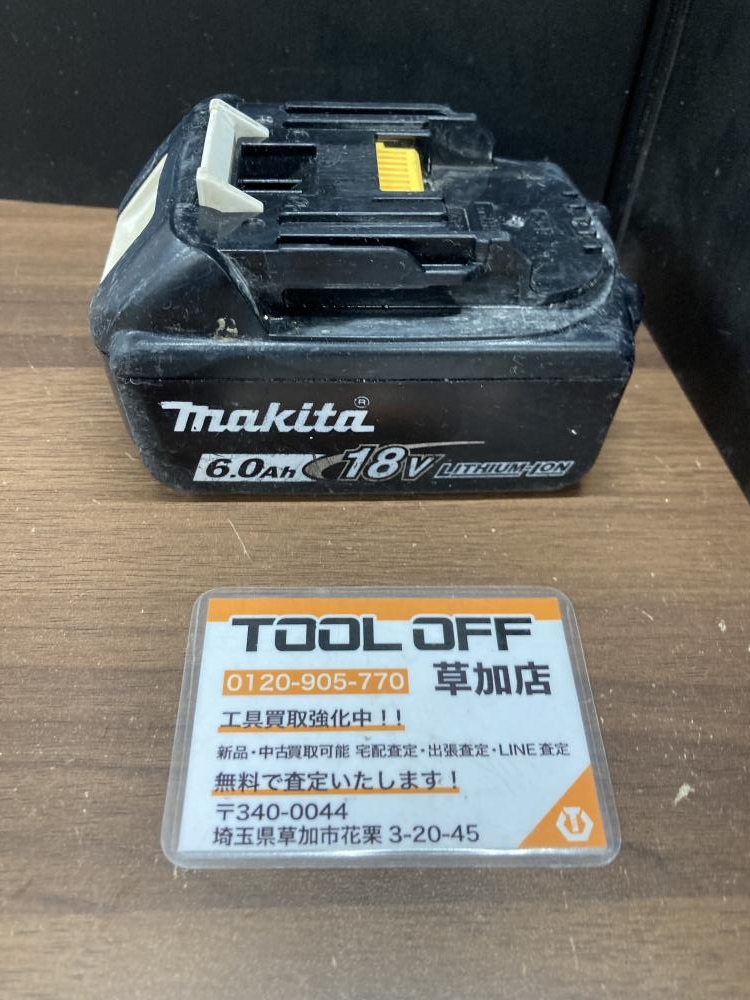 makita®
6.0Ah 18V LITHIUM-ION
TOOL OFF
0120-905-770 草加店
工具買取強化中!!
新品・中古買取可能 宅配査定・出張査定・LINE査定
無料で査定いたします!
〒340-0044
埼玉県草加市花栗 3-20-45